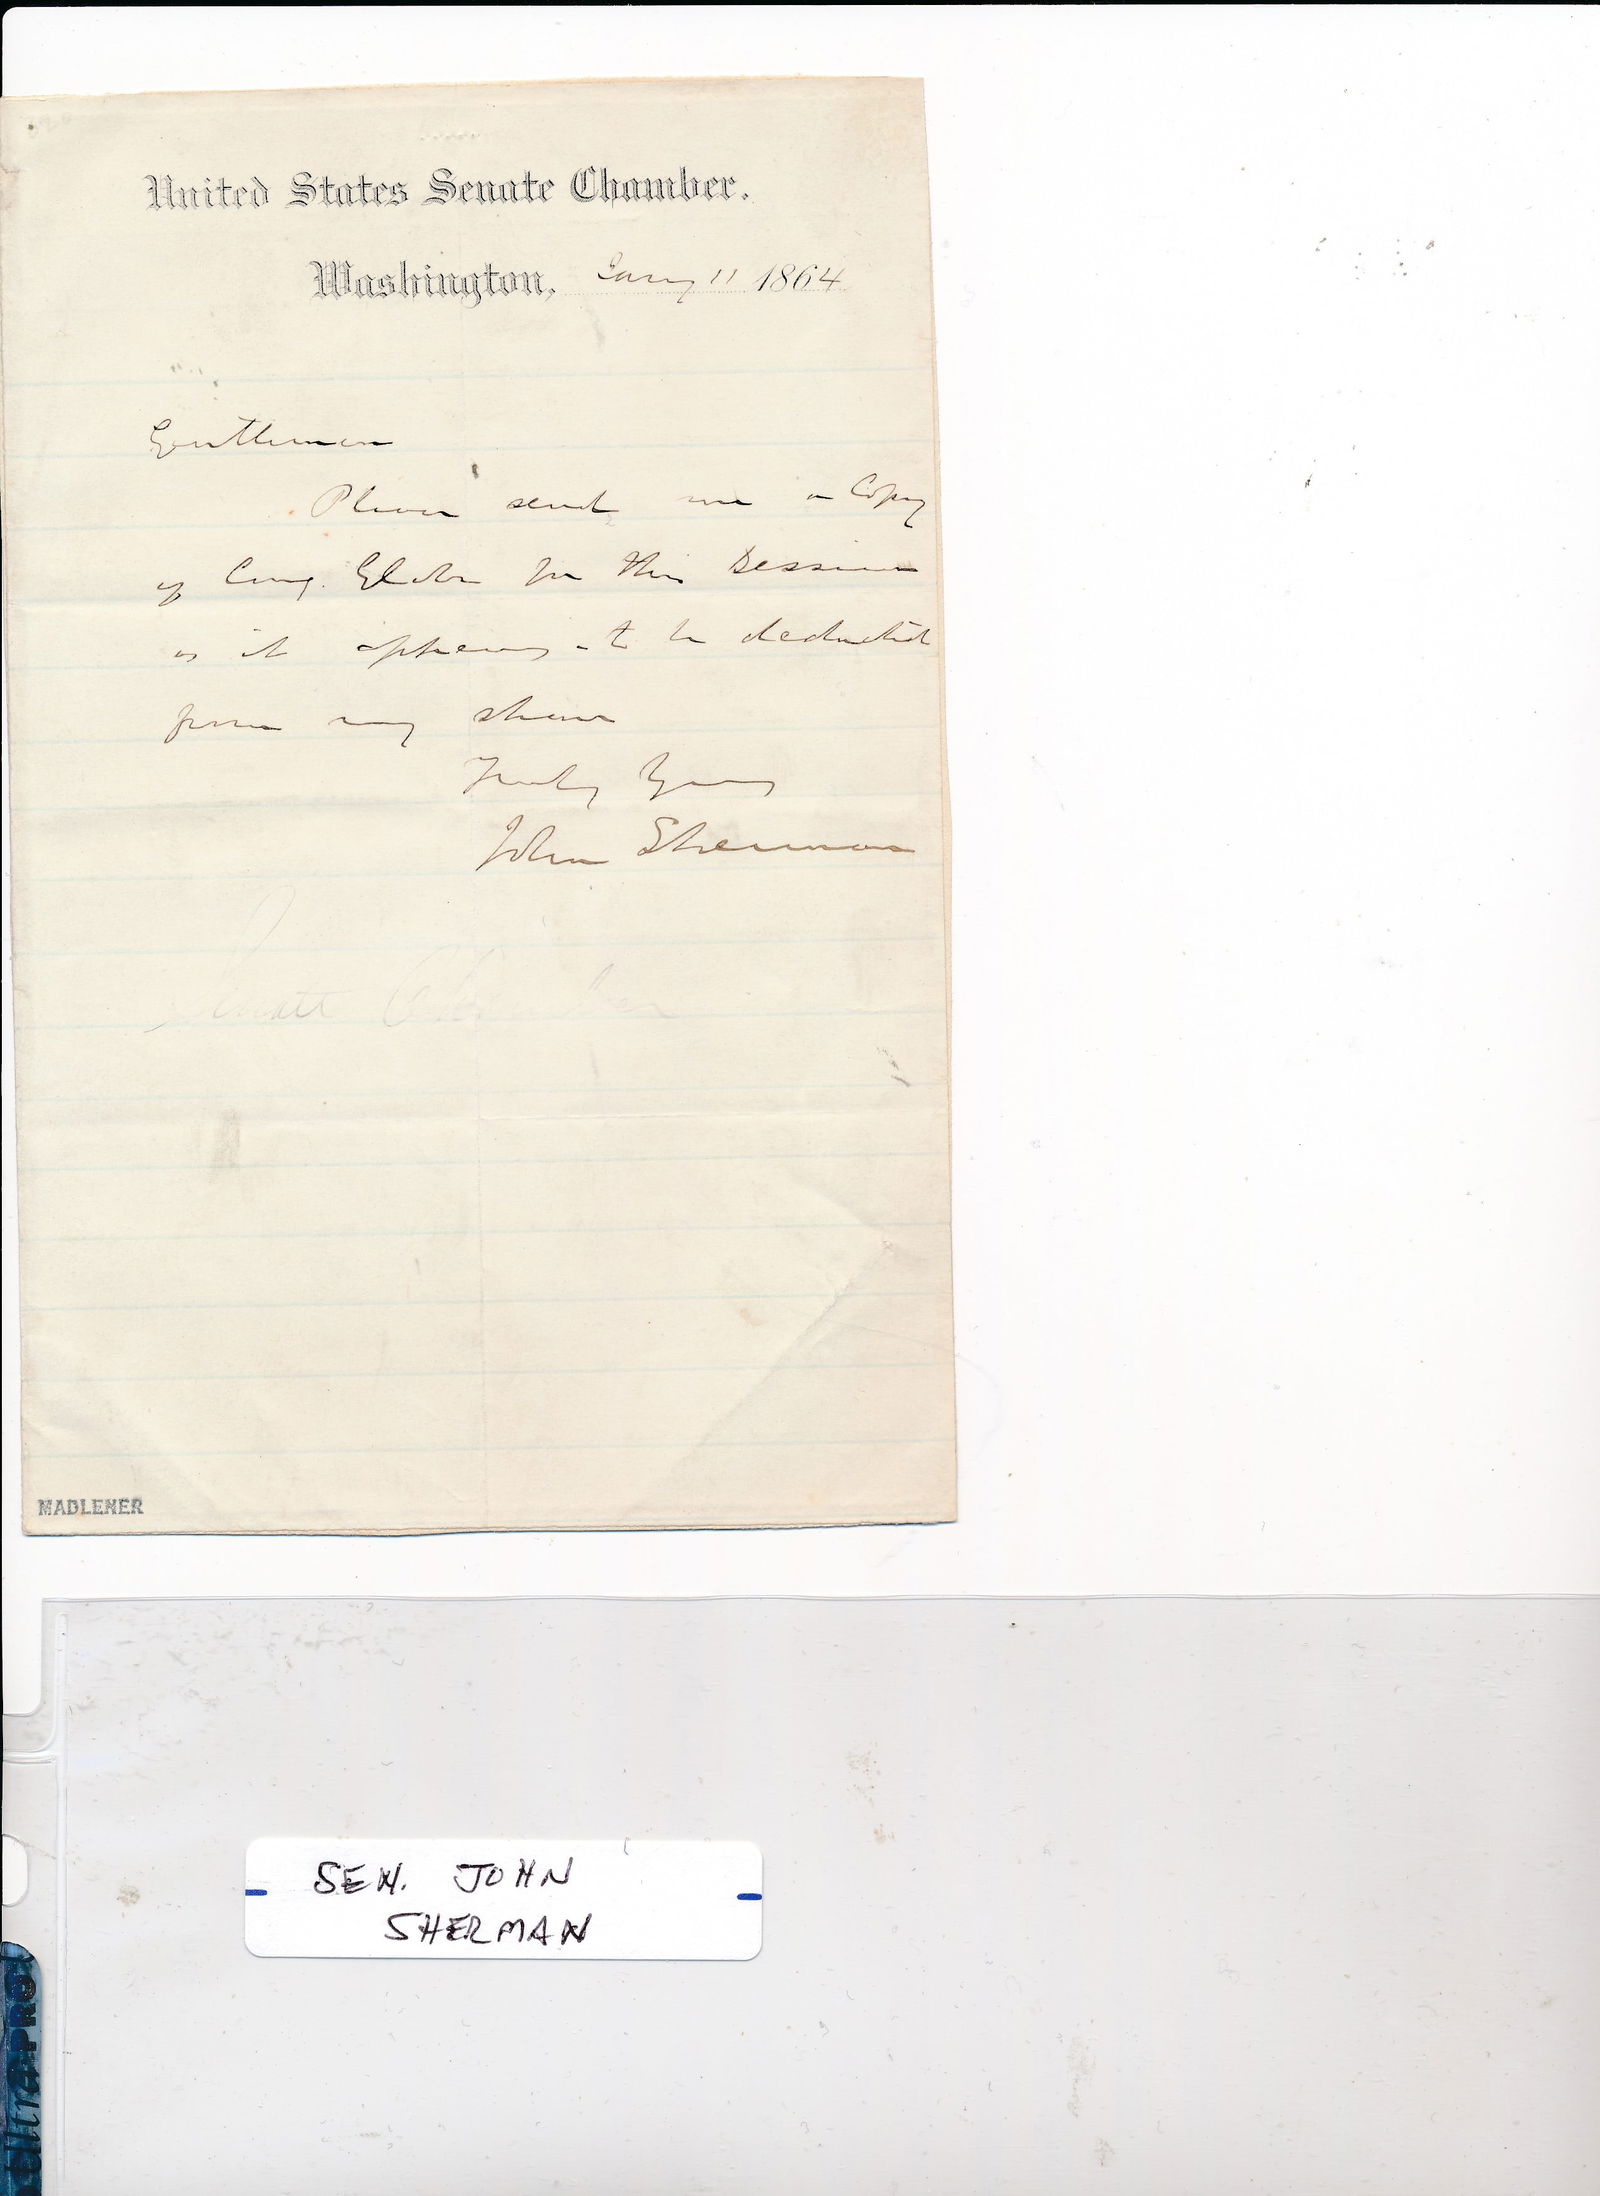 United States Senate Chamber.
Washington, Jany 11 1864
Gentlemen
Please send me a Copy
of Cong. Globe for this Session
as it appears - to be deducted
from my share
Truly Yours
John Sherman
Senate Chamber
MADLENER
SEN. JOHN
SHERMAN
ultra PRO